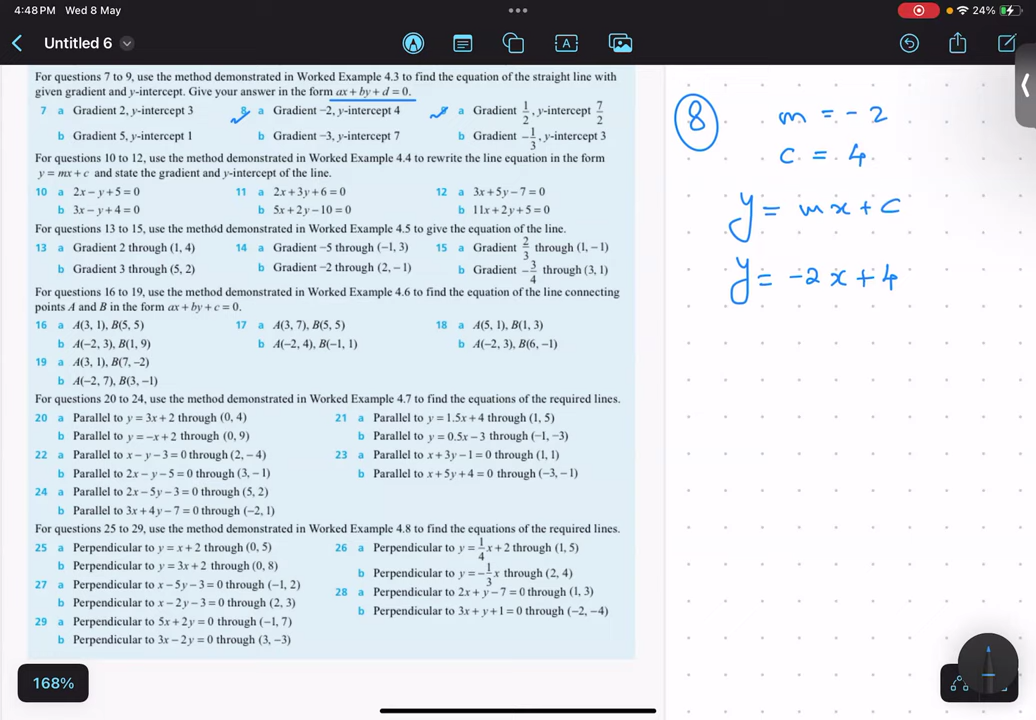 4:48 PM Wed 8 May
24%
Untitled 6
A
For questions 7 to 9, use the method demonstrated in Worked Example 4.3 to find the equation of the straight line with
given gradient and y-intercept. Give your answer in the form ax + by + d = 0.
7 a Gradient 2, y-intercept 3
b Gradient 5, y-intercept 1
8 a Gradient −2, y-intercept 4
b Gradient −3, y-intercept 7
9 a Gradient 1/2, y-intercept 7/2
b Gradient −1/3, y-intercept 3
For questions 10 to 12, use the method demonstrated in Worked Example 4.4 to rewrite the line equation in the form
y = mx + c and state the gradient and y-intercept of the line.
10 a 2x − y + 5 = 0
b 3x − y + 4 = 0
11 a 2x + 3y + 6 = 0
b 5x + 2y − 10 = 0
12 a 3x + 5y − 7 = 0
b 11x + 2y + 5 = 0
For questions 13 to 15, use the method demonstrated in Worked Example 4.5 to give the equation of the line.
13 a Gradient 2 through (1, 4)
b Gradient 3 through (5, 2)
14 a Gradient −5 through (−1, 3)
b Gradient −2 through (2, −1)
15 a Gradient 2/3 through (1, −1)
b Gradient −3/4 through (3, 1)
For questions 16 to 19, use the method demonstrated in Worked Example 4.6 to find the equation of the line connecting
points A and B in the form ax + by + c = 0.
16 a A(3, 1), B(5, 5)
b A(−2, 3), B(1, 9)
17 a A(3, 7), B(5, 5)
b A(−2, 4), B(−1, 1)
18 a A(5, 1), B(1, 3)
b A(−2, 3), B(6, −1)
19 a A(3, 1), B(7, −2)
b A(−2, 7), B(3, −1)
For questions 20 to 24, use the method demonstrated in Worked Example 4.7 to find the equations of the required lines.
20 a Parallel to y = 3x + 2 through (0, 4)
b Parallel to y = −x + 2 through (0, 9)
21 a Parallel to y = 1.5x + 4 through (1, 5)
b Parallel to y = 0.5x − 3 through (−1, −3)
22 a Parallel to x − y − 3 = 0 through (2, − 4)
b Parallel to 2x − y − 5 = 0 through (3, − 1)
23 a Parallel to x + 3y − 1 = 0 through (1, 1)
b Parallel to x + 5y + 4 = 0 through (−3, −1)
24 a Parallel to 2x − 5y − 3 = 0 through (5, 2)
b Parallel to 3x + 4y − 7 = 0 through (−2, 1)
For questions 25 to 29, use the method demonstrated in Worked Example 4.8 to find the equations of the required lines.
25 a Perpendicular to y = x + 2 through (0, 5)
b Perpendicular to y = 3x + 2 through (0, 8)
26 a Perpendicular to y = 1/4 x + 2 through (1, 5)
b Perpendicular to y = −1/3 x through (2, 4)
27 a Perpendicular to x − 5y − 3 = 0 through (−1, 2)
b Perpendicular to x − 2y − 3 = 0 through (2, 3)
28 a Perpendicular to 2x + y − 7 = 0 through (1, 3)
b Perpendicular to 3x + y + 1 = 0 through (−2, −4)
29 a Perpendicular to 5x + 2y = 0 through (−1, 7)
b Perpendicular to 3x − 2y = 0 through (3, −3)
168%
8
m = −2
c = 4
y = mx + c
y = −2x + 4